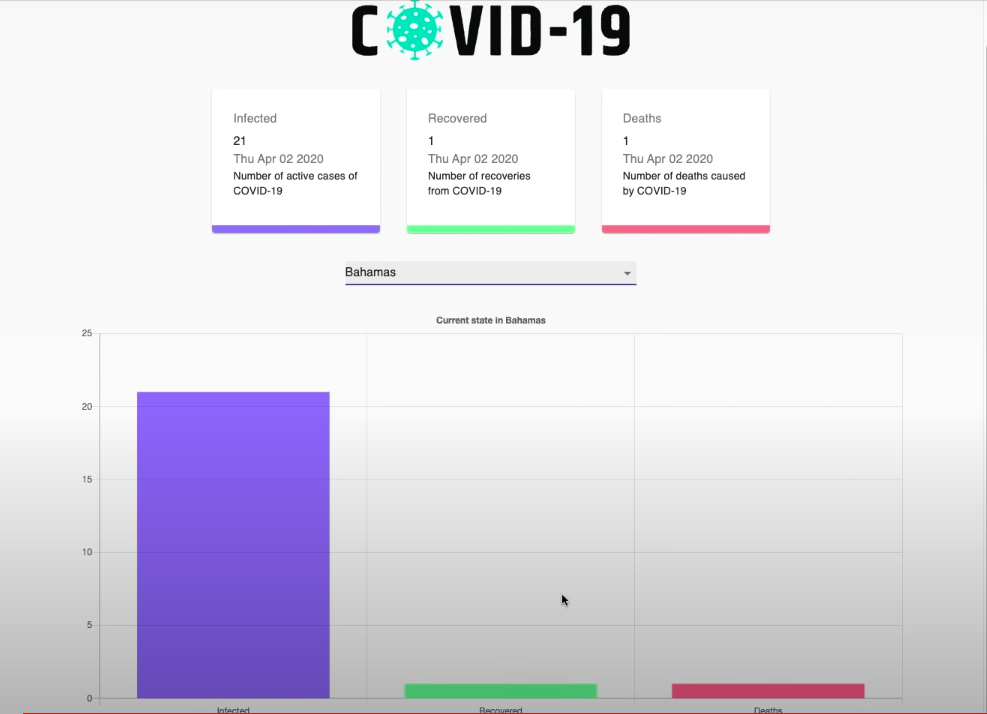 COVID-19
Infected
21
Thu Apr 02 2020
Number of active cases of
COVID-19
Recovered
1
Thu Apr 02 2020
Number of recoveries
from COVID-19
Deaths
1
Thu Apr 02 2020
Number of deaths caused
by COVID-19
Bahamas
Current state in Bahamas
25
20
15
10
5
0
Infected
Recovered
Deaths